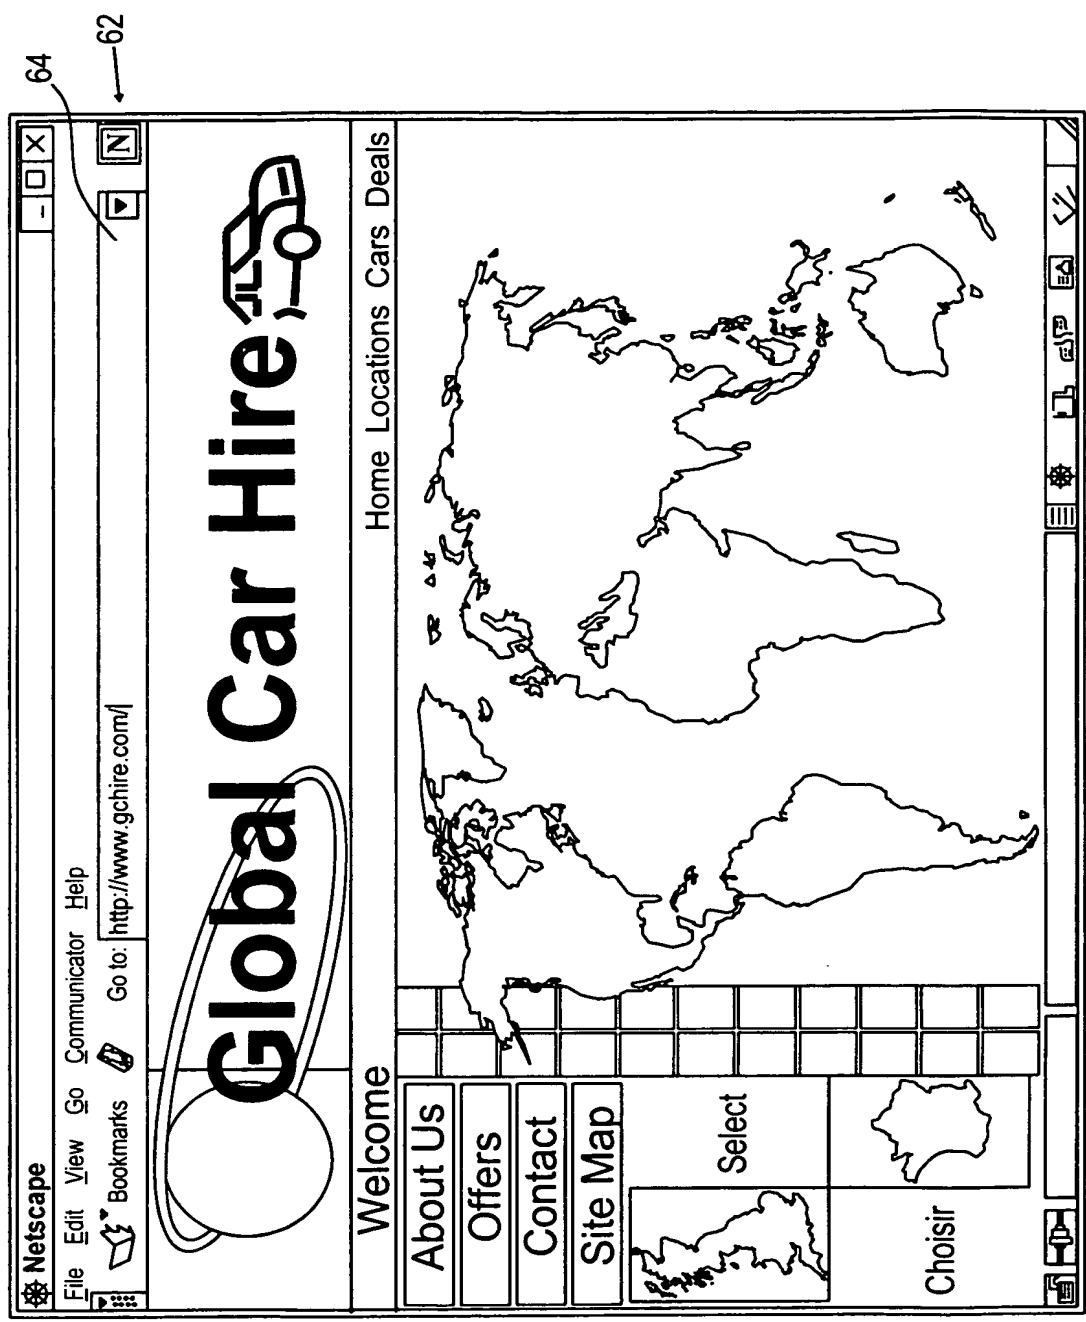 64
62
Netscape
File Edit View Go Communicator Help
Bookmarks Go to: http://www.gchire.com/
N
Global Car Hire
Welcome Home Locations Cars Deals
About Us
Offers
Contact
Site Map
Select
Choisir